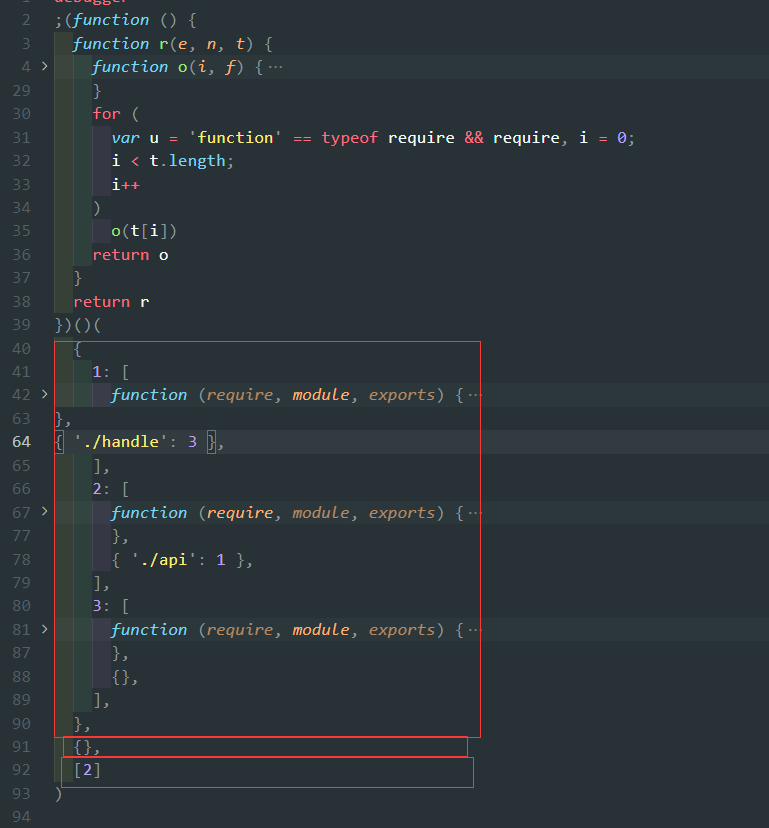 debugger
2 ;(function () {
3 function r(e, n, t) {
4 > function o(i, f) { ···
29 }
30 for (
31 var u = 'function' == typeof require && require, i = 0;
32 i < t.length;
33 i++
34 )
35 o(t[i])
36 return o
37 }
38 return r
39 })()(
40 {
41 1: [
42 > function (require, module, exports) { ···
63 },
64 { './handle': 3 },
65 ],
66 2: [
67 > function (require, module, exports) { ···
77 },
78 { './api': 1 },
79 ],
80 3: [
81 > function (require, module, exports) { ···
87 },
88 {},
89 ],
90 },
91 {},
92 [2]
93 )
94